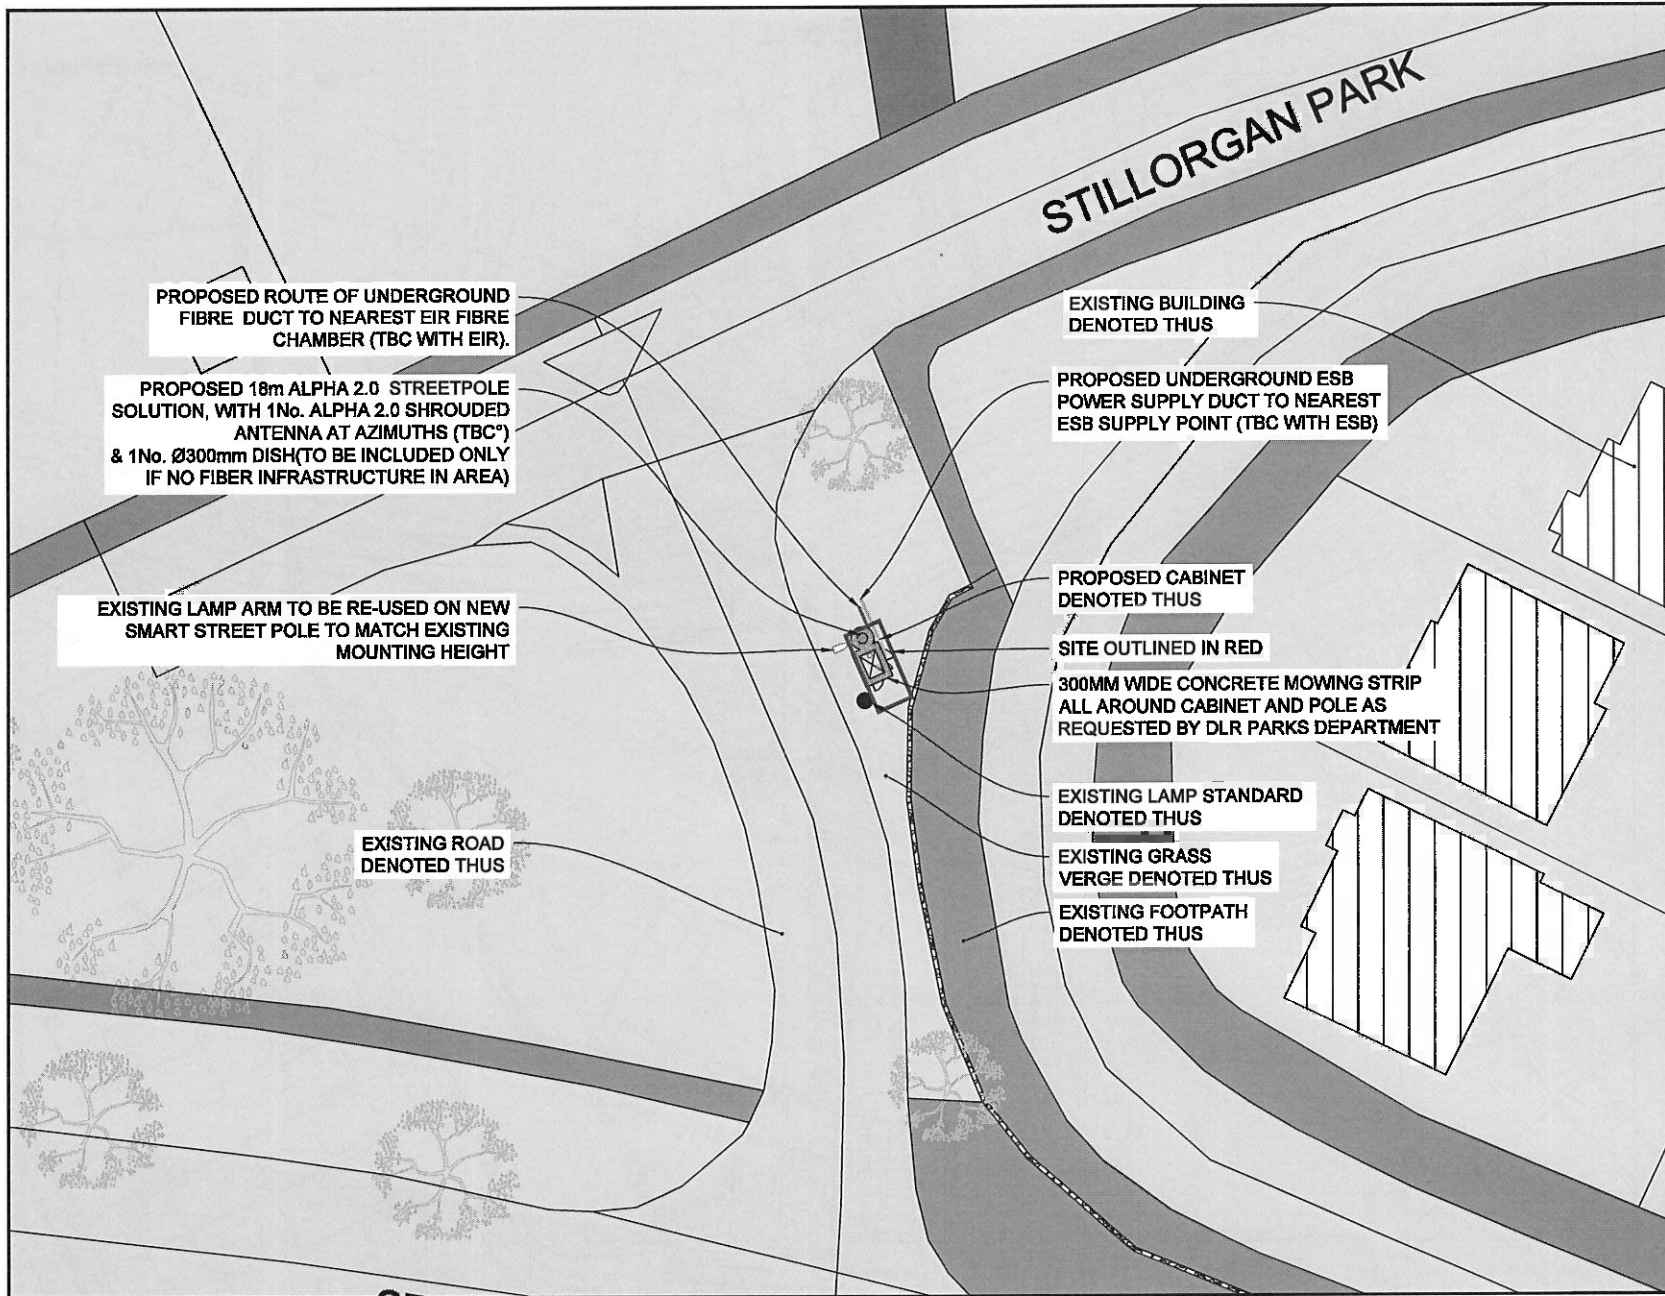 STILLORGAN PARK
PROPOSED ROUTE OF UNDERGROUND
FIBRE DUCT TO NEAREST EIR FIBRE
CHAMBER (TBC WITH EIR).
PROPOSED 18m ALPHA 2.0 STREETPOLE
SOLUTION, WITH 1No. ALPHA 2.0 SHROUDED
ANTENNA AT AZIMUTHS (TBC°)
& 1No. Ø300mm DISH(TO BE INCLUDED ONLY
IF NO FIBER INFRASTRUCTURE IN AREA)
EXISTING LAMP ARM TO BE RE-USED ON NEW
SMART STREET POLE TO MATCH EXISTING
MOUNTING HEIGHT
EXISTING ROAD
DENOTED THUS
EXISTING BUILDING
DENOTED THUS
PROPOSED UNDERGROUND ESB
POWER SUPPLY DUCT TO NEAREST
ESB SUPPLY POINT (TBC WITH ESB)
PROPOSED CABINET
DENOTED THUS
SITE OUTLINED IN RED
300MM WIDE CONCRETE MOWING STRIP
ALL AROUND CABINET AND POLE AS
REQUESTED BY DLR PARKS DEPARTMENT
EXISTING LAMP STANDARD
DENOTED THUS
EXISTING GRASS
VERGE DENOTED THUS
EXISTING FOOTPATH
DENOTED THUS